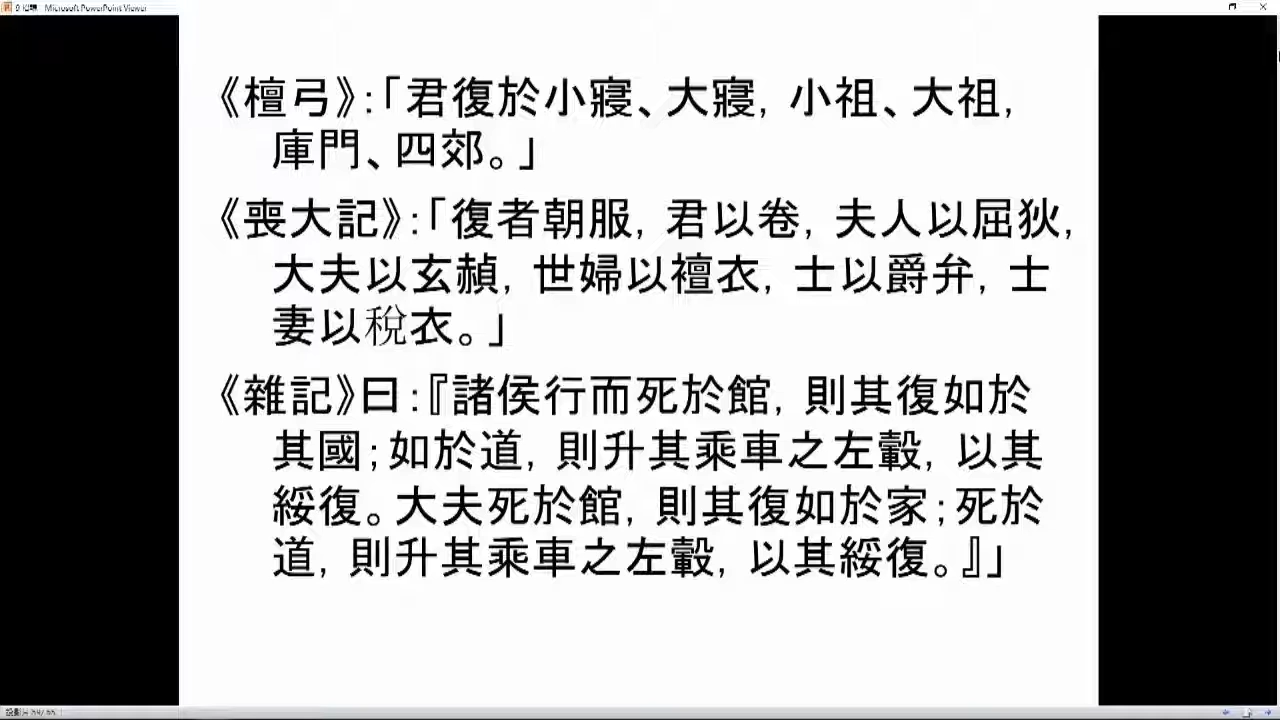 Microsoft PowerPoint Viewer
《檀弓》:「君復於小寢、大寢，小祖、大祖，
庫門、四郊。」
《喪大記》:「復者朝服，君以卷，夫人以屈狄，
大夫以玄赬，世婦以襢衣，士以爵弁，士
妻以稅衣。」
《雜記》曰:『諸侯行而死於館，則其復如於
其國;如於道，則升其乘車之左轂，以其
綏復。大夫死於館，則其復如於家;死於
道，則升其乘車之左轂，以其綏復。』」